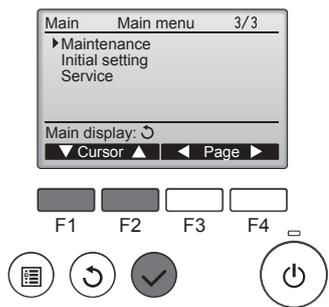 Main Main menu 3/3
Maintenance
Initial setting
Service
Main display:
Cursor Page
F1 F2 F3 F4